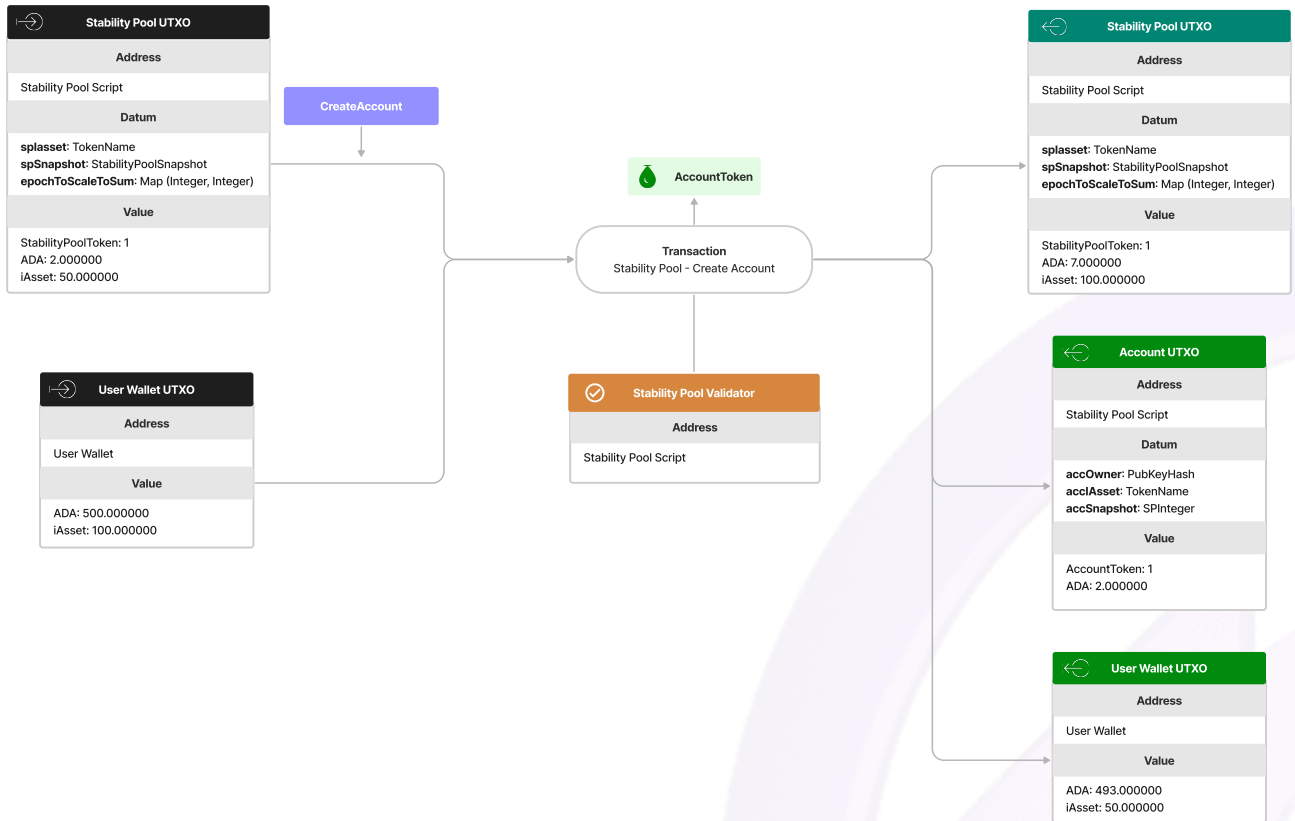 Stability Pool UTXO
Address
Stability Pool Script
Datum
spIasset: TokenName
spSnapshot: StabilityPoolSnapshot
epochToScaleToSum: Map (Integer, Integer)
Value
StabilityPoolToken: 1
ADA: 2.000000
iAsset: 50.000000
CreateAccount
User Wallet UTXO
Address
User Wallet
Value
ADA: 500.000000
iAsset: 100.000000
AccountToken
Transaction
Stability Pool - Create Account
Stability Pool Validator
Address
Stability Pool Script
Stability Pool UTXO
Address
Stability Pool Script
Datum
spIasset: TokenName
spSnapshot: StabilityPoolSnapshot
epochToScaleToSum: Map (Integer, Integer)
Value
StabilityPoolToken: 1
ADA: 7.000000
iAsset: 100.000000
Account UTXO
Address
Stability Pool Script
Datum
accOwner: PubKeyHash
accIAsset: TokenName
accSnapshot: SPInteger
Value
AccountToken: 1
ADA: 2.000000
User Wallet UTXO
Address
User Wallet
Value
ADA: 493.000000
iAsset: 50.000000